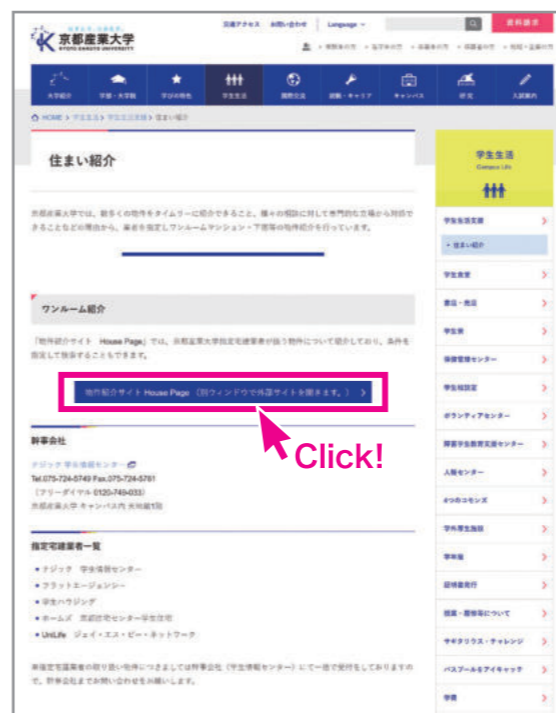 京都産業大学
KYOTO SANGYO UNIVERSITY
交通アクセス お問い合わせ Language
資料請求
大学紹介 学部・大学院 学びの特色 学生生活 国際交流 就職・キャリア キャンパス 研究 入試案内
HOME > 学生生活 > 学生生活支援 > 住まい紹介
住まい紹介
京都産業大学では、数多くの物件をタイムリーに紹介できること、種々の相談に対して専門的な立場から対応で
きることなどの理由から、業者を指定しワンルームマンション・下宿等の物件紹介を行っています。
ワンルーム紹介
「物件紹介サイト House Page」では、京都産業大学指定宅建業者が扱う物件について紹介しており、条件を
指定して検索することもできます。
物件紹介サイト House Page （別ウィンドウで外部サイトを開きます。）
Click!
幹事会社
ナジック 学生情報センター
Tel.075-724-5749 Fax.075-724-5781
（フリーダイヤル 0120-749-033）
京都産業大学 キャンパス内
指定宅建業者一覧
ナジック 学生情報センター
フラットエージェンシー
学生ハウジング
ホームズ 京都住宅センター学生住宅
UniLife ジェイ・エス・ビー・ネットワーク
※指定宅建業者の取り扱い物件につきましては幹事会社（学生情報センター）にて一括で受付をしておりますの
で、幹事会社までお問い合わせをお願いします。
学生生活
Campus Life
学生生活支援
住まい紹介
学生食堂
書店・売店
学生寮
保健管理センター
学生相談室
ボランティアセンター
障害学生教育支援センター
人権センター
4つのコモンズ
学外厚生施設
学年暦
証明書発行
授業・履修等について
サギタリウス・チャレンジ
パスワードをアイキャッチ
学費